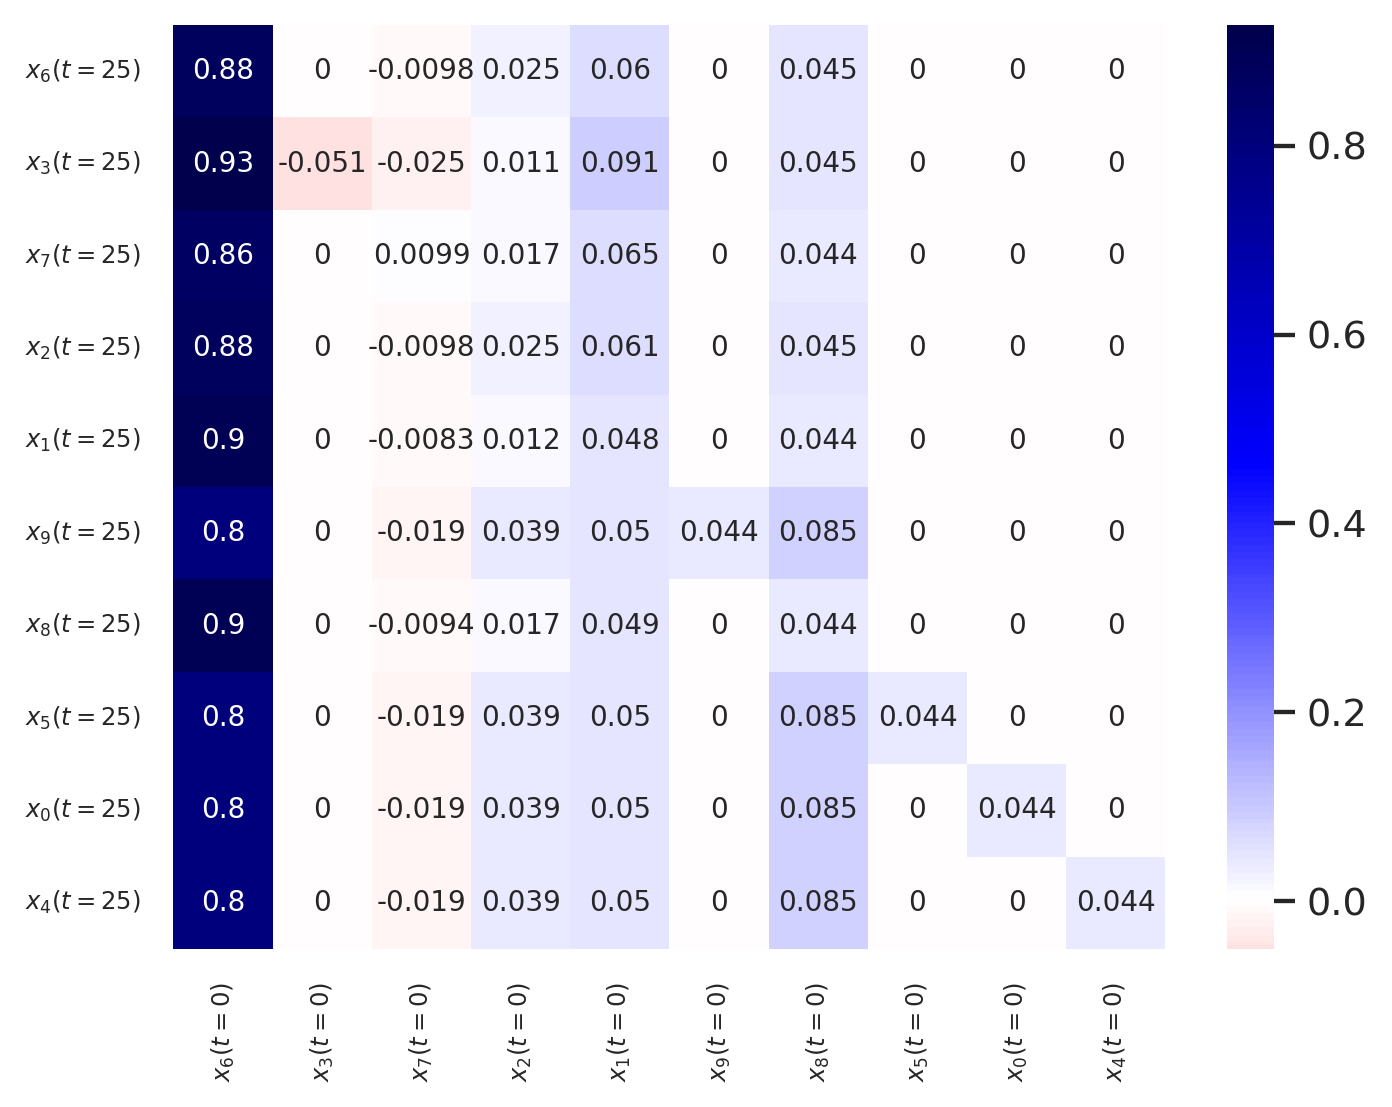 x₆(t = 25) 0.88 0 -0.0098 0.025 0.06 0 0.045 0 0 0
x₃(t = 25) 0.93 -0.051 -0.025 0.011 0.091 0 0.045 0 0 0
x₇(t = 25) 0.86 0 0.0099 0.017 0.065 0 0.044 0 0 0
x₂(t = 25) 0.88 0 -0.0098 0.025 0.061 0 0.045 0 0 0
x₁(t = 25) 0.9 0 -0.0083 0.012 0.048 0 0.044 0 0 0
x₉(t = 25) 0.8 0 -0.019 0.039 0.05 0.044 0.085 0 0 0
x₈(t = 25) 0.9 0 -0.0094 0.017 0.049 0 0.044 0 0 0
x₅(t = 25) 0.8 0 -0.019 0.039 0.05 0 0.085 0.044 0 0
x₀(t = 25) 0.8 0 -0.019 0.039 0.05 0 0.085 0 0.044 0
x₄(t = 25) 0.8 0 -0.019 0.039 0.05 0 0.085 0 0 0.044
x₆(t = 0)
x₃(t = 0)
x₇(t = 0)
x₂(t = 0)
x₁(t = 0)
x₉(t = 0)
x₈(t = 0)
x₅(t = 0)
x₀(t = 0)
x₄(t = 0)
0.8
0.6
0.4
0.2
0.0